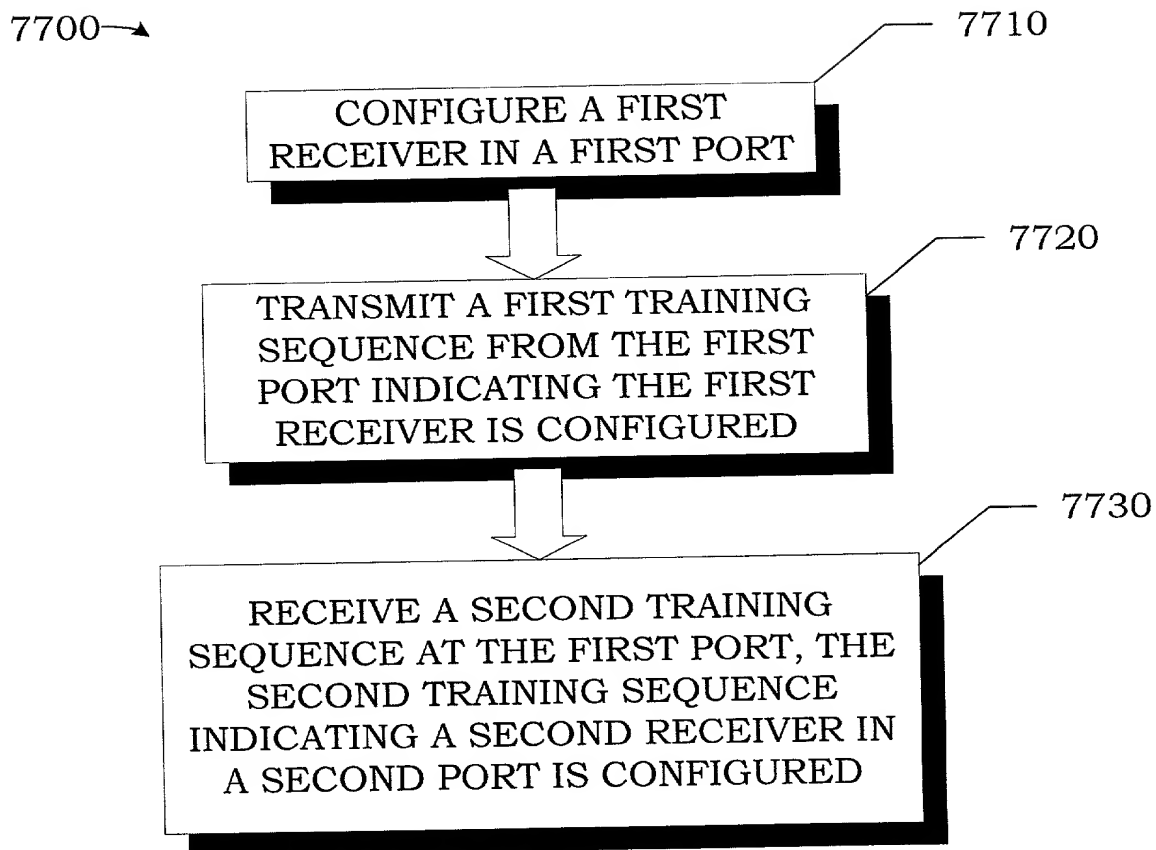 7700
7710
CONFIGURE A FIRST
RECEIVER IN A FIRST PORT
7720
TRANSMIT A FIRST TRAINING
SEQUENCE FROM THE FIRST
PORT INDICATING THE FIRST
RECEIVER IS CONFIGURED
7730
RECEIVE A SECOND TRAINING
SEQUENCE AT THE FIRST PORT, THE
SECOND TRAINING SEQUENCE
INDICATING A SECOND RECEIVER IN
A SECOND PORT IS CONFIGURED